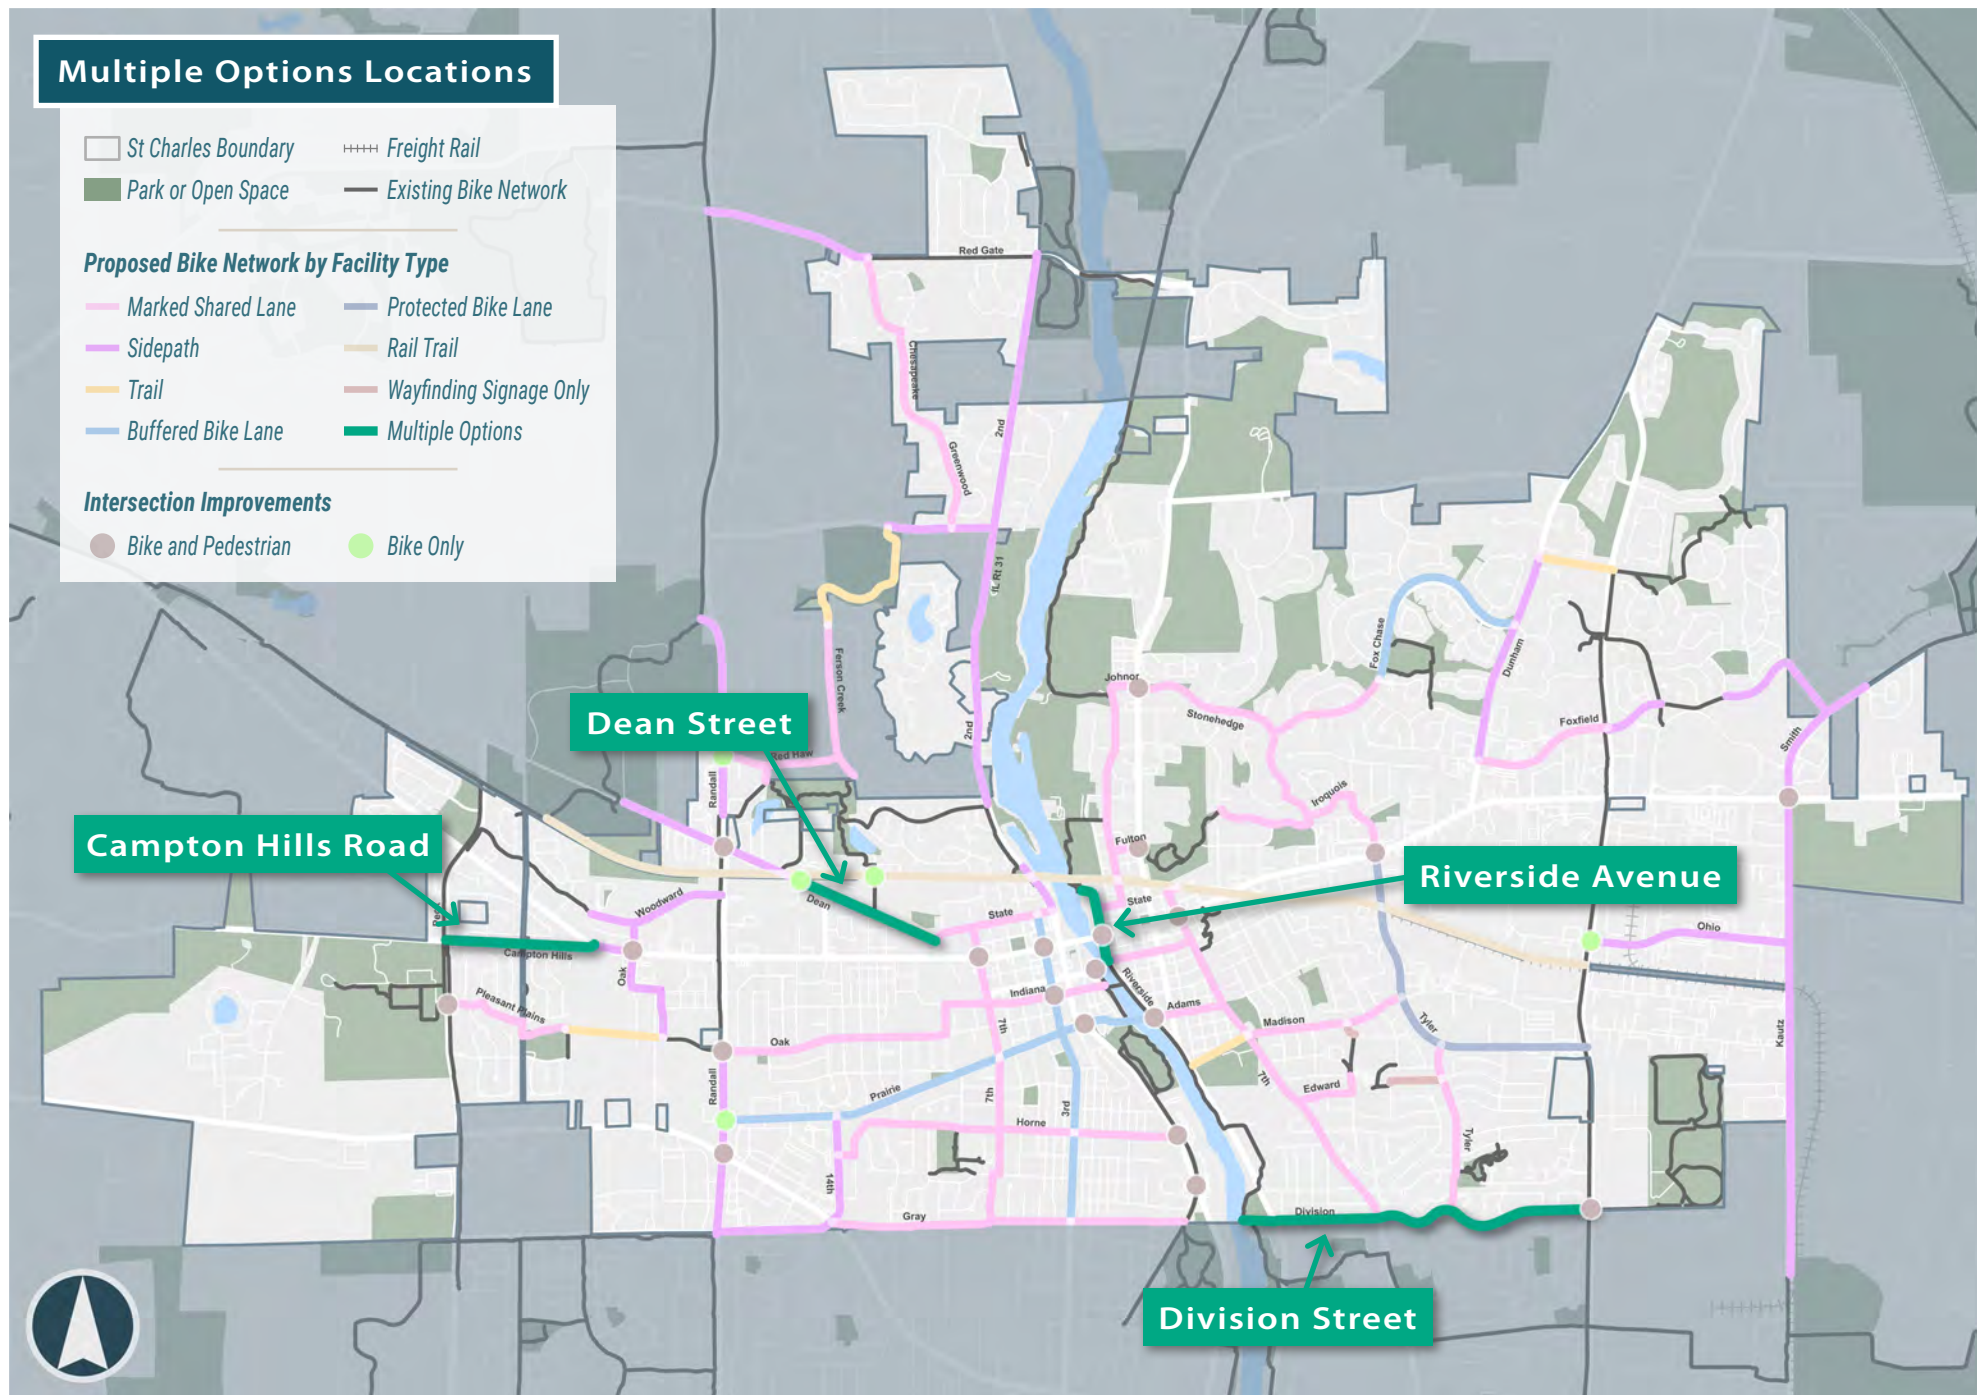 Multiple Options Locations
St Charles Boundary
Freight Rail
Park or Open Space
Existing Bike Network
Proposed Bike Network by Facility Type
Marked Shared Lane
Protected Bike Lane
Sidepath
Rail Trail
Trail
Wayfinding Signage Only
Buffered Bike Lane
Multiple Options
Intersection Improvements
Bike and Pedestrian
Bike Only
Red Gate
Chesapeake
2nd
Greenwood
IL Rt 31
Fox Chase
Dunham
Ferson Creek
Johnor
Stonehedge
Foxfield
Dean Street
2nd
Red Haw
Smith
Randall
Iroquois
Campton Hills Road
Fulton
Riverside Avenue
Woodward
Dean
State
State
Ohio
Campton Hills
Oak
Riverside
Pleasant Plains
Indiana
Adams
7th
Madison
Tyler
Oak
Kautz
Randall
Prairie
7th
3rd
7th
Edward
Horne
Tyler
14th
Gray
Division
Division Street